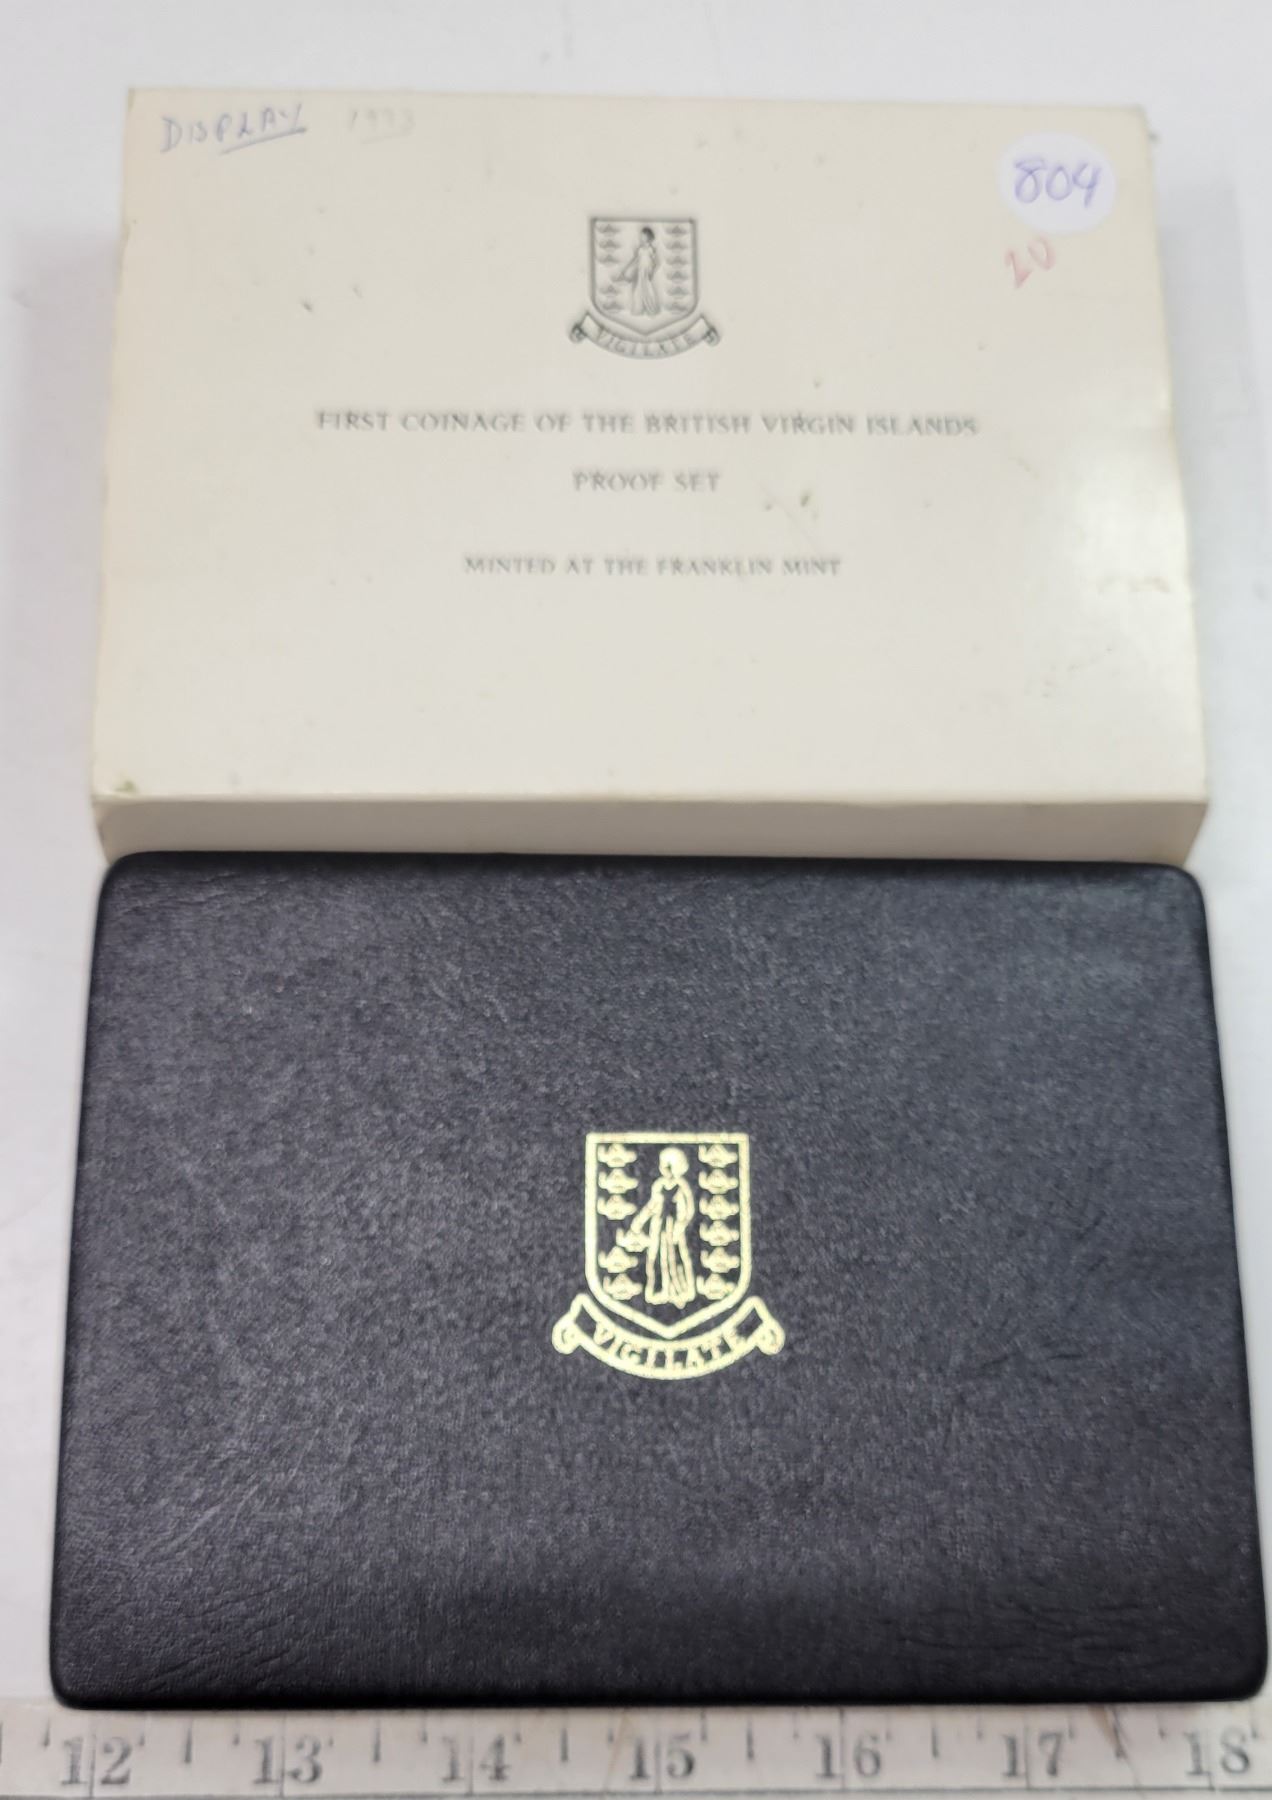 DISPLAY 1973
804
20
VIGILATE
FIRST COINAGE OF THE BRITISH VIRGIN ISLANDS
PROOF SET
MINTED AT THE FRANKLIN MINT
VIGILATE
12 13 14 15 16 17 18